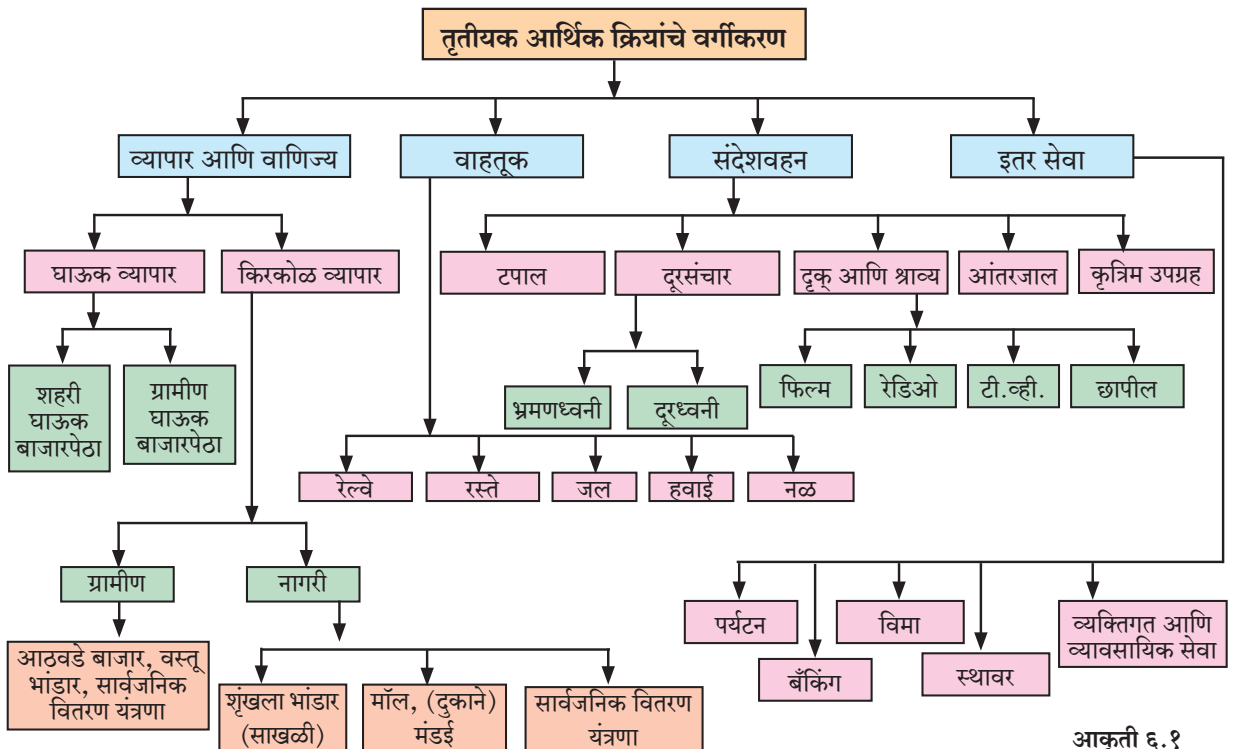 तृतीयक आर्थिक क्रियांचे वर्गीकरण
व्यापार आणि वाणिज्य
वाहतूक
संदेशवहन
इतर सेवा
घाऊक व्यापार
किरकोळ व्यापार
टपाल
दूरसंचार
दृक् आणि श्राव्य
आंतरजाल
कृत्रिम उपग्रह
शहरी
घाऊक
बाजारपेठा
ग्रामीण
घाऊक
बाजारपेठा
भ्रमणध्वनी
दूरध्वनी
फिल्म
रेडिओ
टी.व्ही.
छापील
रेल्वे
रस्ते
जल
हवाई
नळ
ग्रामीण
नागरी
पर्यटन
बँकिंग
विमा
स्थावर
व्यक्तिगत आणि
व्यावसायिक सेवा
आठवडे बाजार, वस्तू
भांडार, सार्वजनिक
वितरण यंत्रणा
शृंखला भांडार
(साखळी)
मॉल, (दुकाने)
मंडई
सार्वजनिक वितरण
यंत्रणा
आकृती ६.१